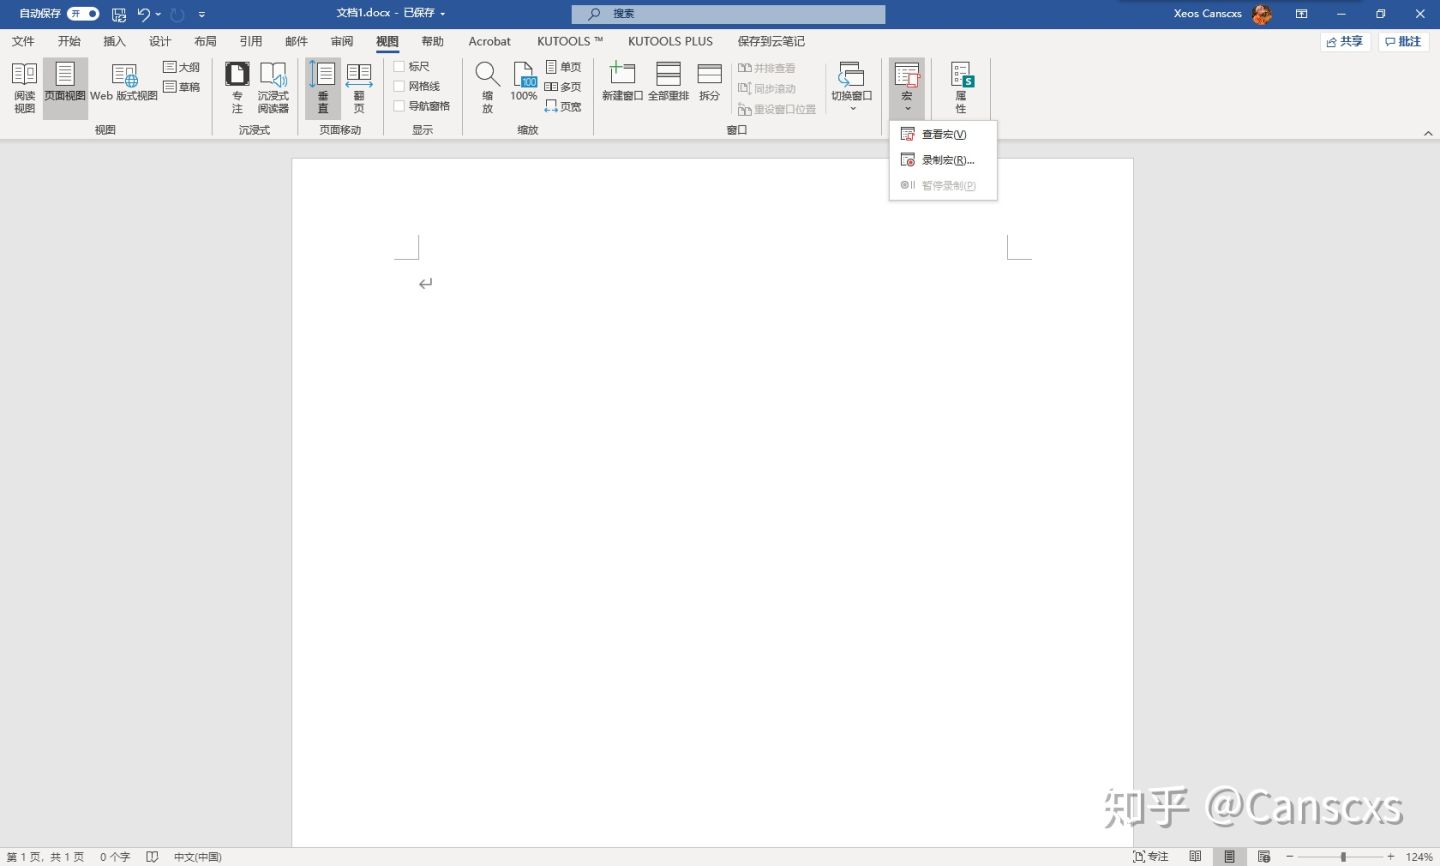 自动保存 开 文档1.docx - 已保存 搜索 Xeos Canscxs
文件 开始 插入 设计 布局 引用 邮件 审阅 视图 帮助 Acrobat KUTOOLS ™ KUTOOLS PLUS 保存到云笔记 共享 批注
阅读视图
页面视图
Web 版式视图
大纲
草稿
视图
专注
沉浸式阅读器
沉浸式
垂直
翻页
页面移动
标尺
网格线
导航窗格
显示
缩放
100
100%
单页
多页
页宽
缩放
新建窗口
全部重排
拆分
并排查看
同步滚动
重设窗口位置
切换窗口
窗口
宏
S
属性
查看宏(V)
录制宏(R)...
暂停录制(P)
知乎 @Canscxs
第 1 页，共 1 页 0 个字 中文(中国) 专注 124%